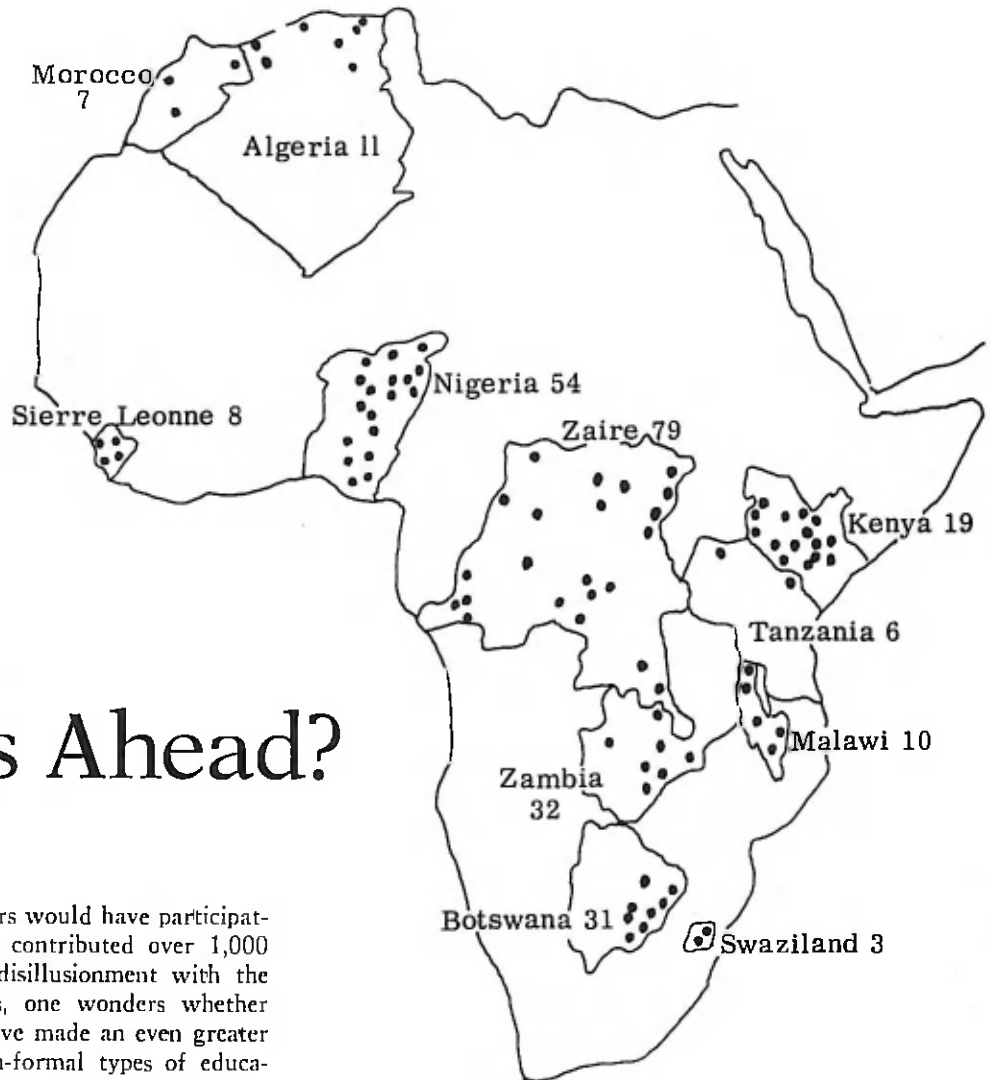 Morocco
7
Algeria 11
Nigeria 54
Sierre Leonne 8
Zaire 79
Kenya 19
Tanzania 6
s Ahead?
Malawi 10
Zambia
32
Botswana 31
Swaziland 3
rs would have participat-
contributed over 1,000
disillusionment with the
s, one wonders whether
ve made an even greater
n-formal types of educa-